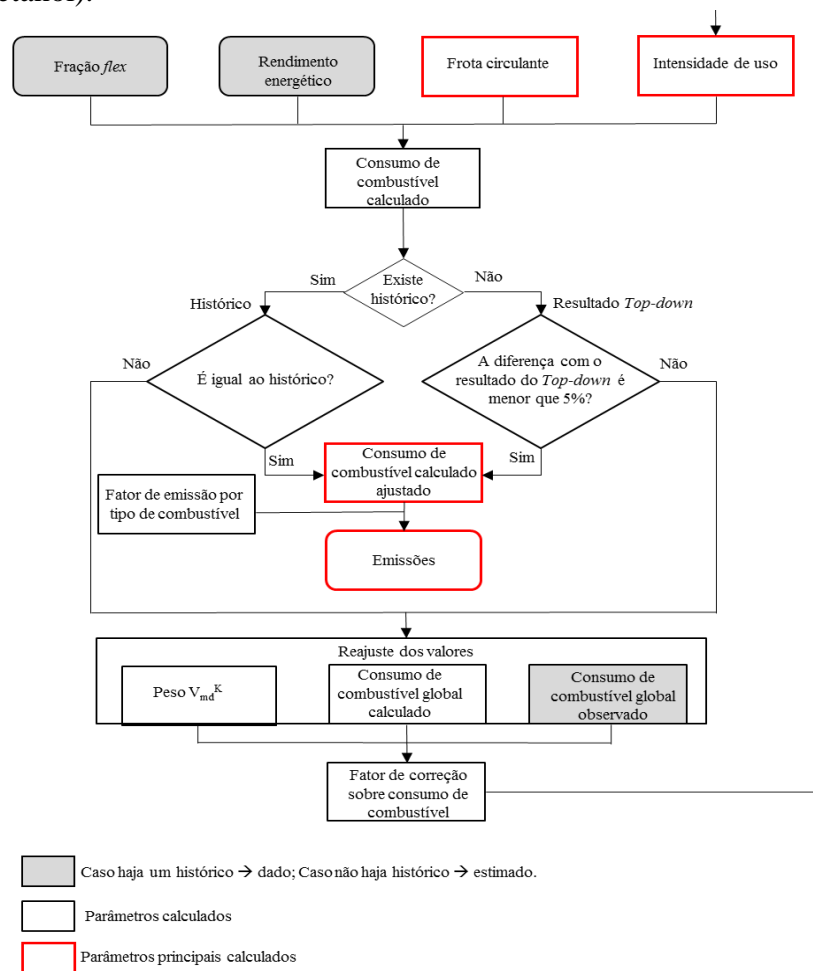 etanol).
Fração flex
Rendimento
energético
Frota circulante
Intensidade de uso
Consumo de
combustível
calculado
Existe
histórico?
Sim
Não
Histórico
Resultado Top-down
Não
É igual ao histórico?
A diferença com o
resultado do Top-down é
menor que 5%?
Não
Sim
Consumo de
combustível calculado
ajustado
Sim
Fator de emissão por
tipo de combustível
Emissões
Reajuste dos valores
Peso VmdK
Consumo de
combustível global
calculado
Consumo de
combustível global
observado
Fator de correção
sobre consumo de
combustível
Caso haja um histórico → dado; Caso não haja histórico → estimado.
Parâmetros calculados
Parâmetros principais calculados